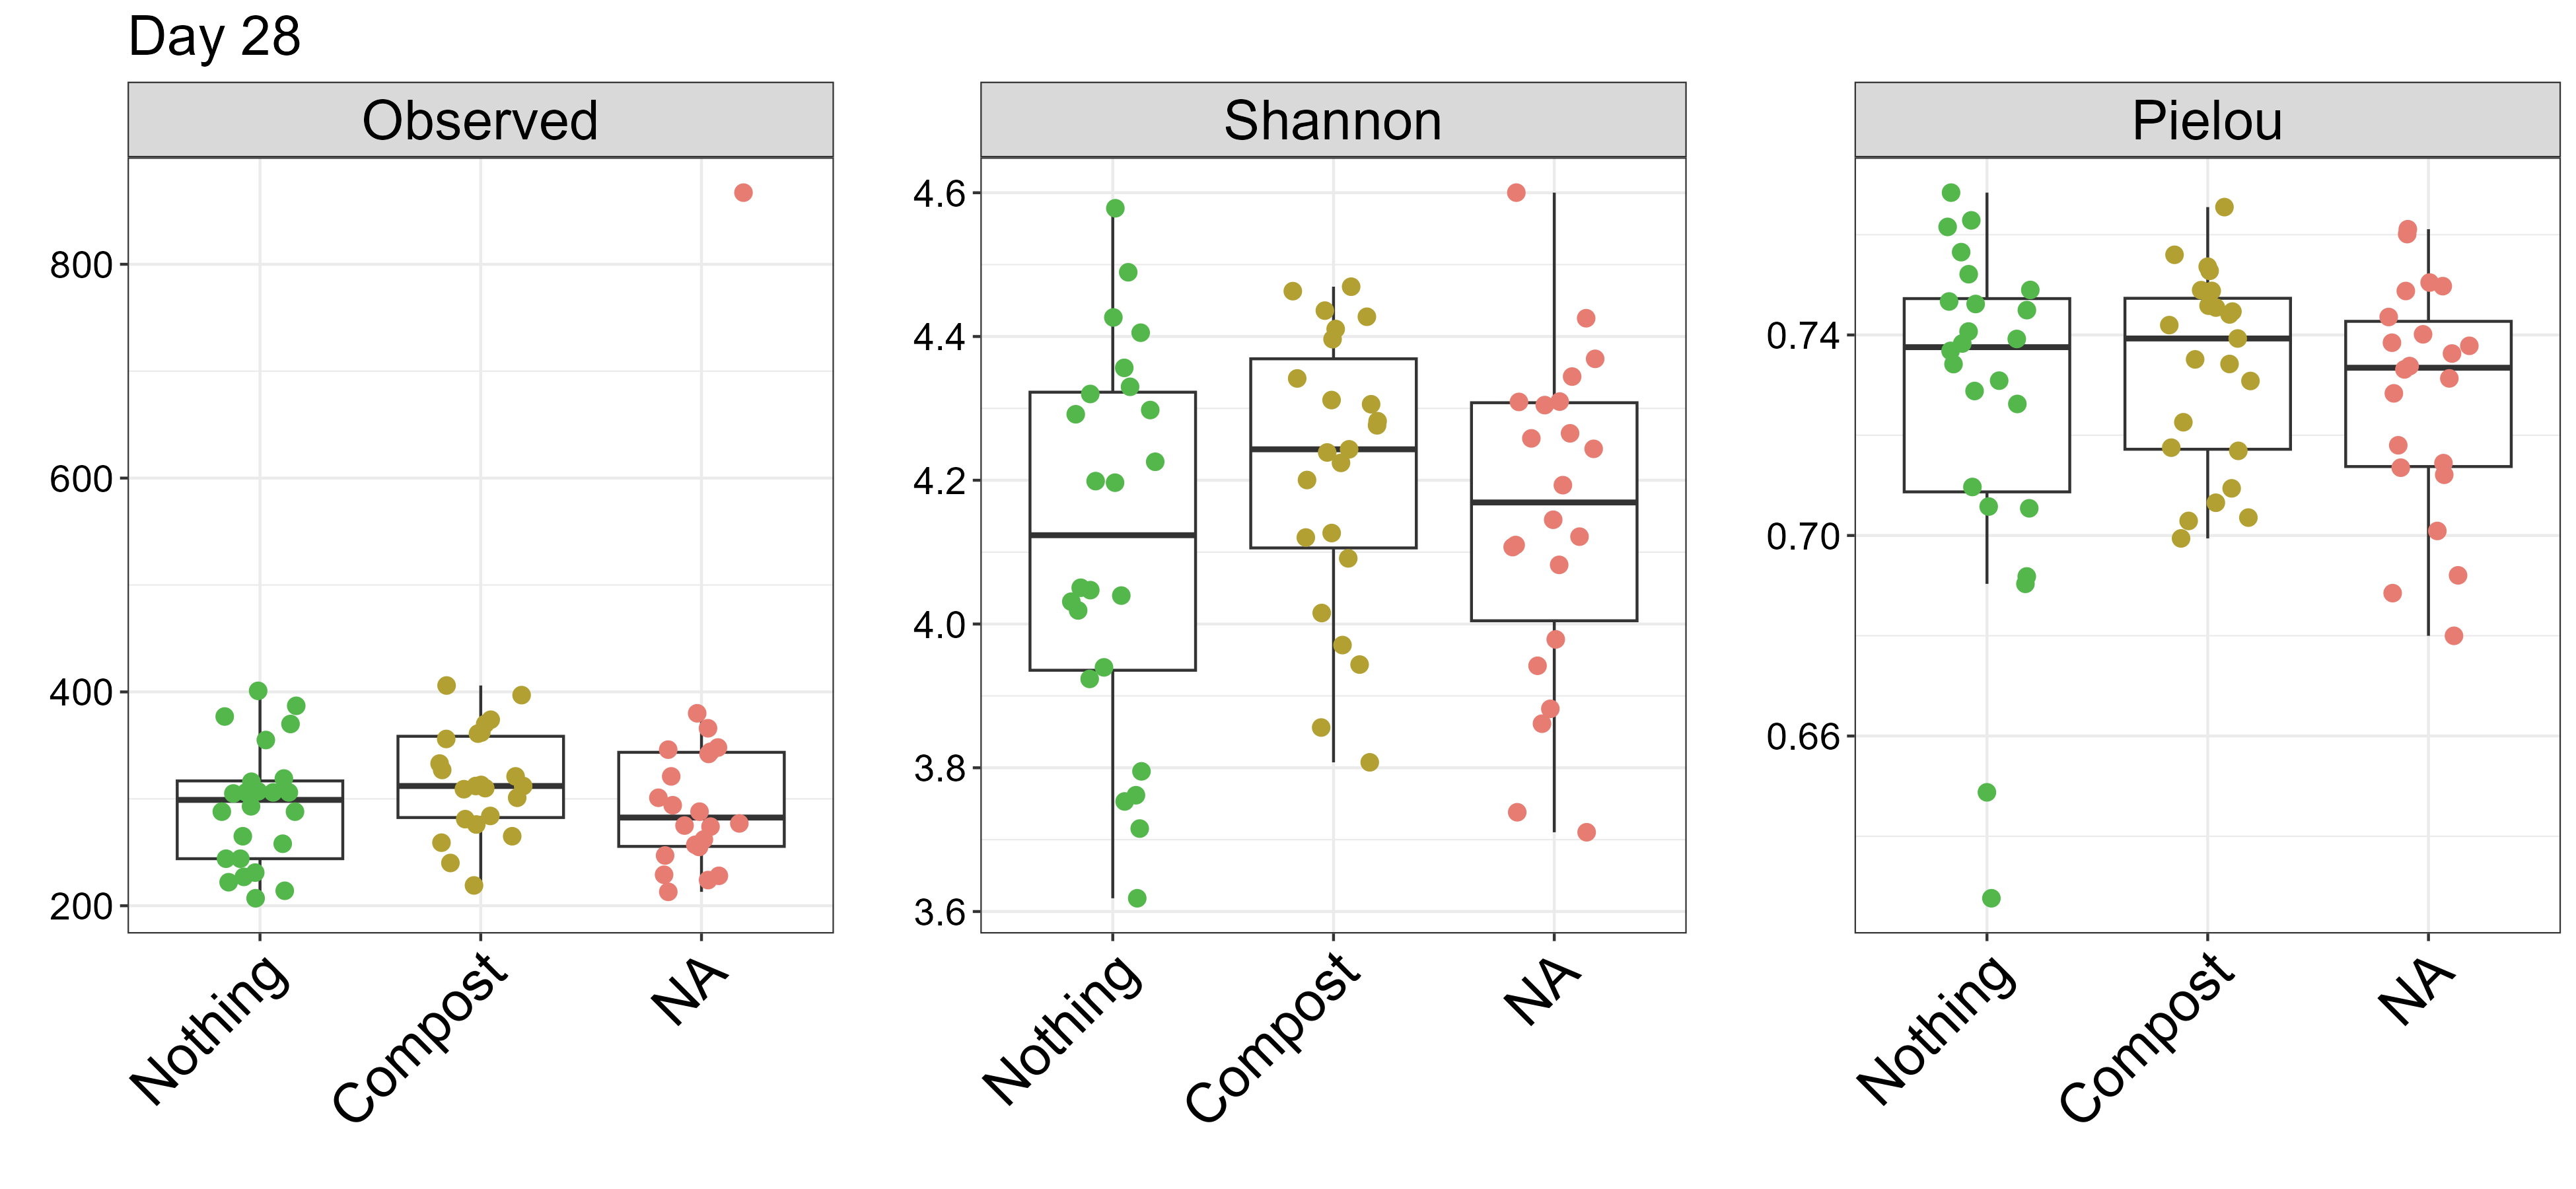 Day 28
Observed
Shannon
Pielou
800
600
400
200
4.6
4.4
4.2
4.0
3.8
3.6
0.74
0.70
0.66
Nothing
Compost
NA
Nothing
Compost
NA
Nothing
Compost
NA